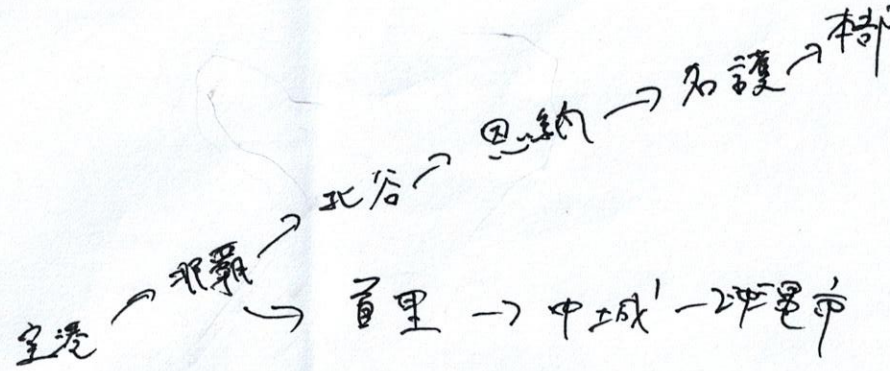 空港 → 那覇 → 北谷 → 恩納 → 名護 → 本部
→ 首里 → 中城 → 沖縄市